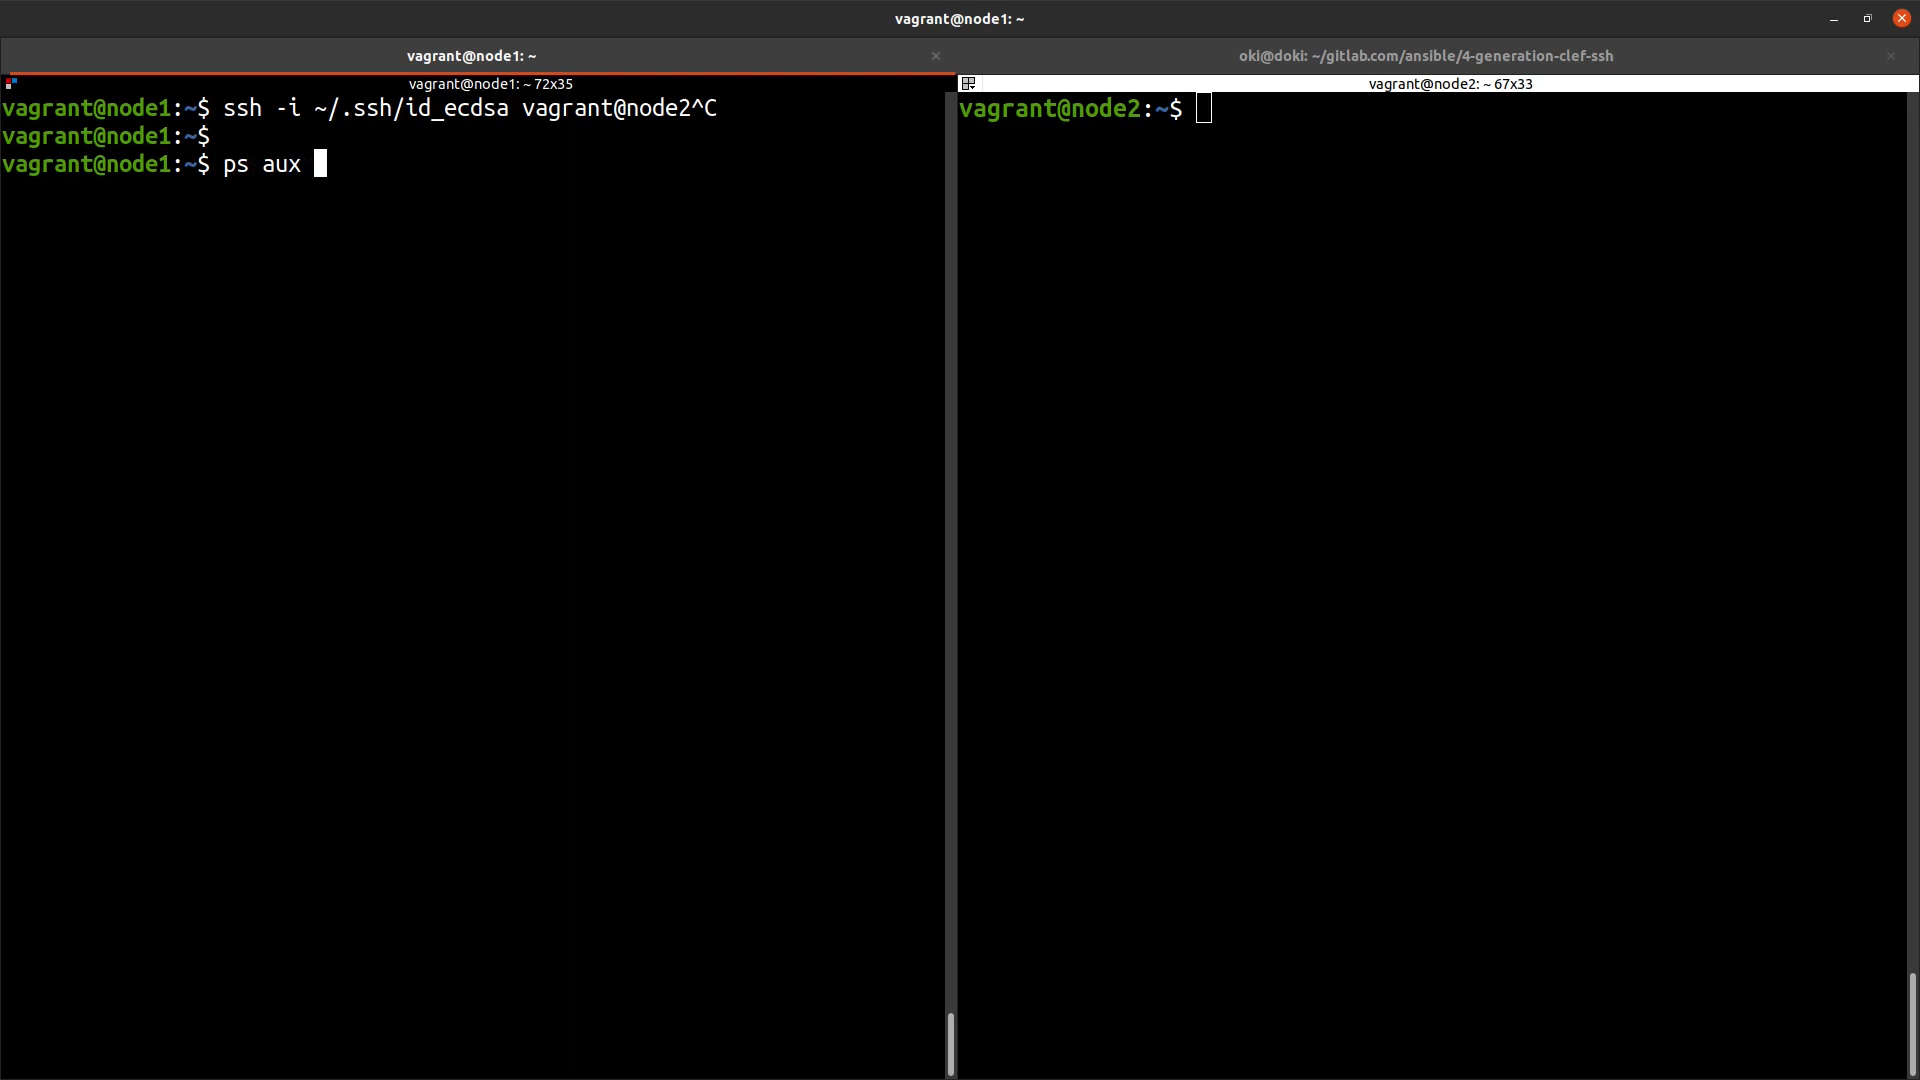 vagrant@node1: ~
vagrant@node1: ~
oki@doki: ~/gitlab.com/ansible/4-generation-clef-ssh
vagrant@node1: ~ 72x35
vagrant@node1:~$ ssh -i ~/.ssh/id_ecdsa vagrant@node2^C
vagrant@node1:~$
vagrant@node1:~$ ps aux
vagrant@node2: ~ 67x33
vagrant@node2:~$